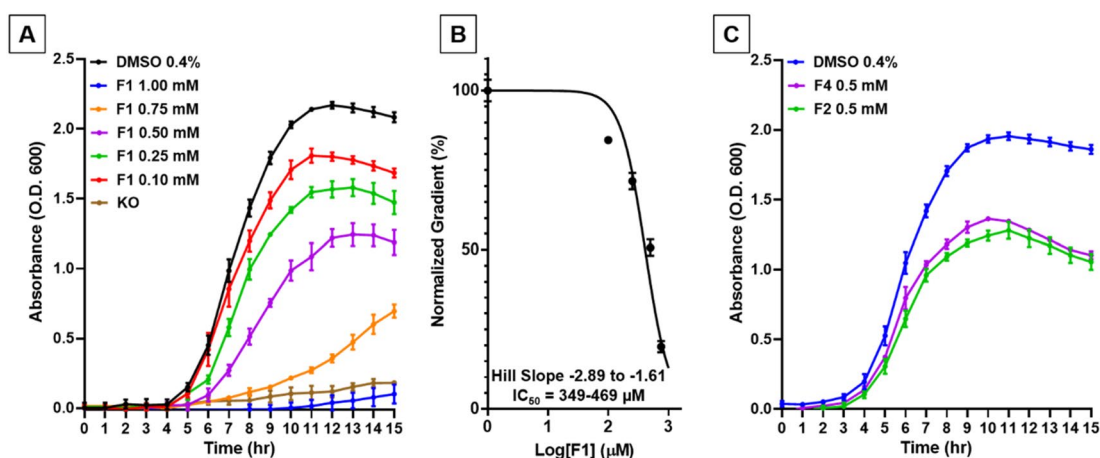 A
B
C
2.5
2.0
1.5
1.0
0.5
0.0
Absorbance (O.D. 600)
DMSO 0.4%
F1 1.00 mM
F1 0.75 mM
F1 0.50 mM
F1 0.25 mM
F1 0.10 mM
KO
0 1 2 3 4 5 6 7 8 9 10 11 12 13 14 15
Time (hr)
100
50
0
Normalized Gradient (%)
Hill Slope -2.89 to -1.61
IC50 = 349-469 μM
0 1 2 3
Log[F1] (μM)
2.5
2.0
1.5
1.0
0.5
0.0
Absorbance (O.D. 600)
DMSO 0.4%
F4 0.5 mM
F2 0.5 mM
0 1 2 3 4 5 6 7 8 9 10 11 12 13 14 15
Time (hr)